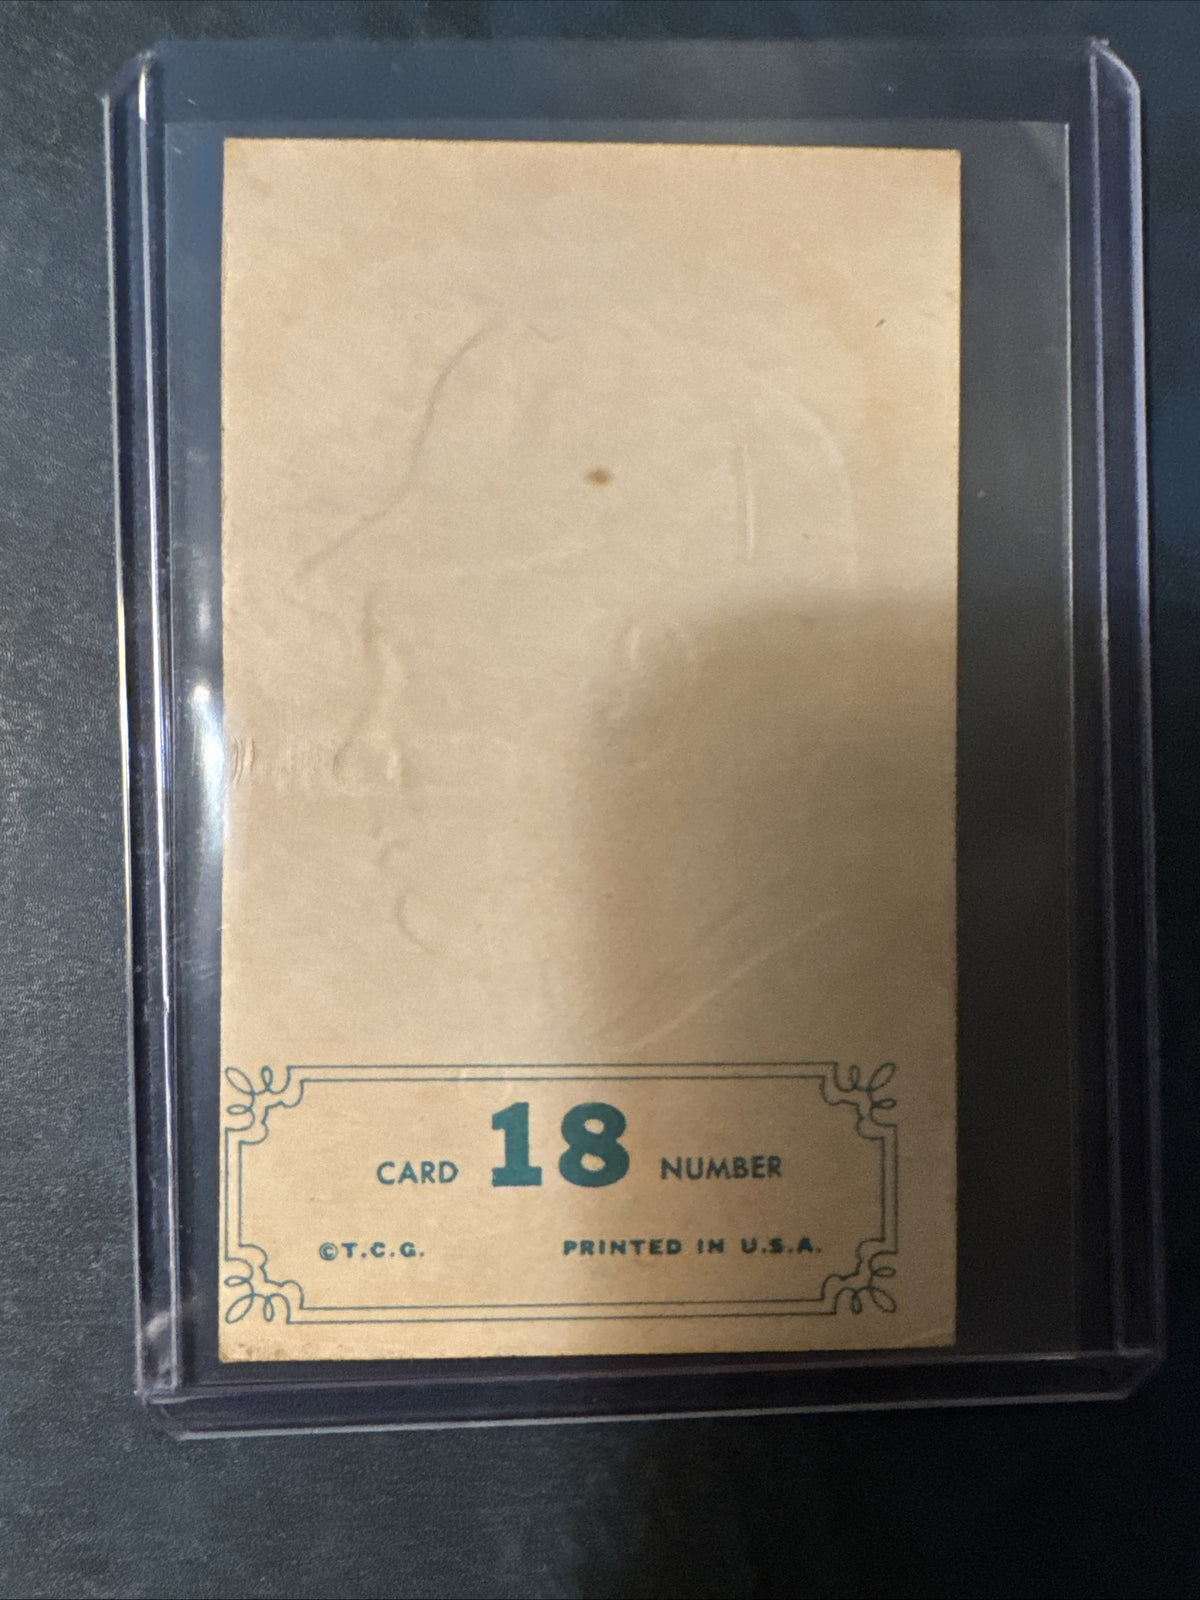 CARD 18 NUMBER
©T.C.G. PRINTED IN U.S.A.